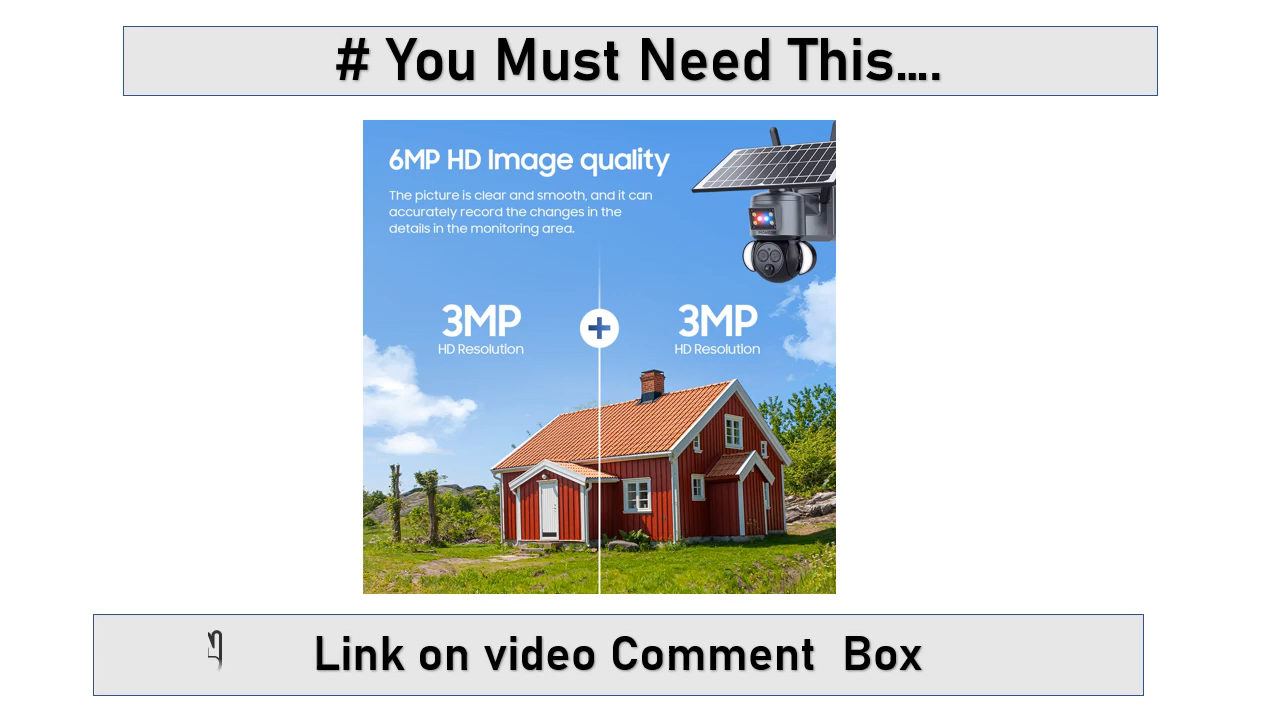 # You Must Need This....
6MP HD Image quality
The picture is clear and smooth, and it can
accurately record the changes in the
details in the monitoring area.
3MP
HD Resolution
3MP
HD Resolution
Link on video Comment Box